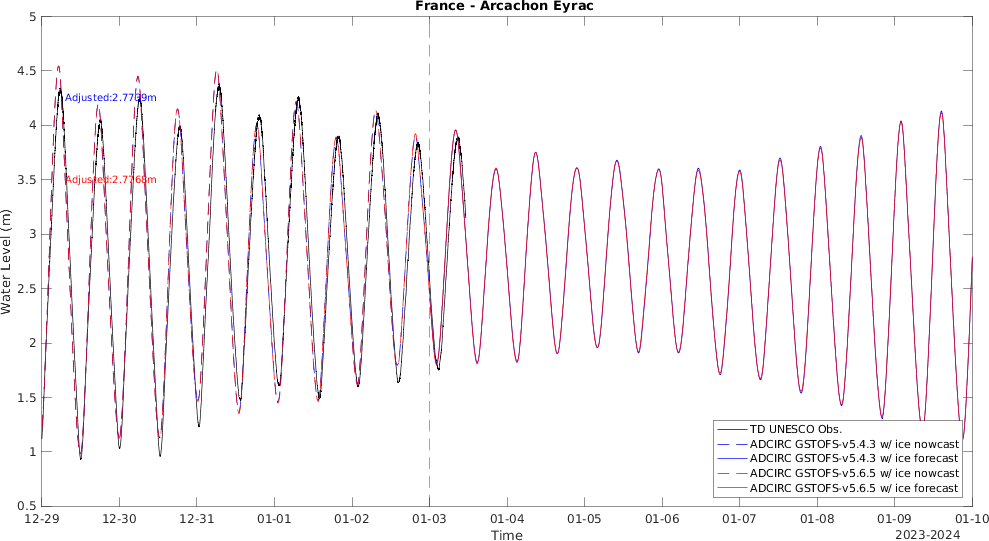 France - Arcachon Eyrac
5
4.5
4
3.5
3
2.5
2
1.5
1
0.5
Water Level (m)
Adjusted:2.7739m
Adjusted:2.7768m
12-29
12-30
12-31
01-01
01-02
01-03
01-04
01-05
01-06
01-07
01-08
01-09
01-10
Time
2023-2024
TD UNESCO Obs.
ADCIRC GSTOFS-v5.4.3 w/ ice nowcast
ADCIRC GSTOFS-v5.4.3 w/ ice forecast
ADCIRC GSTOFS-v5.6.5 w/ ice nowcast
ADCIRC GSTOFS-v5.6.5 w/ ice forecast